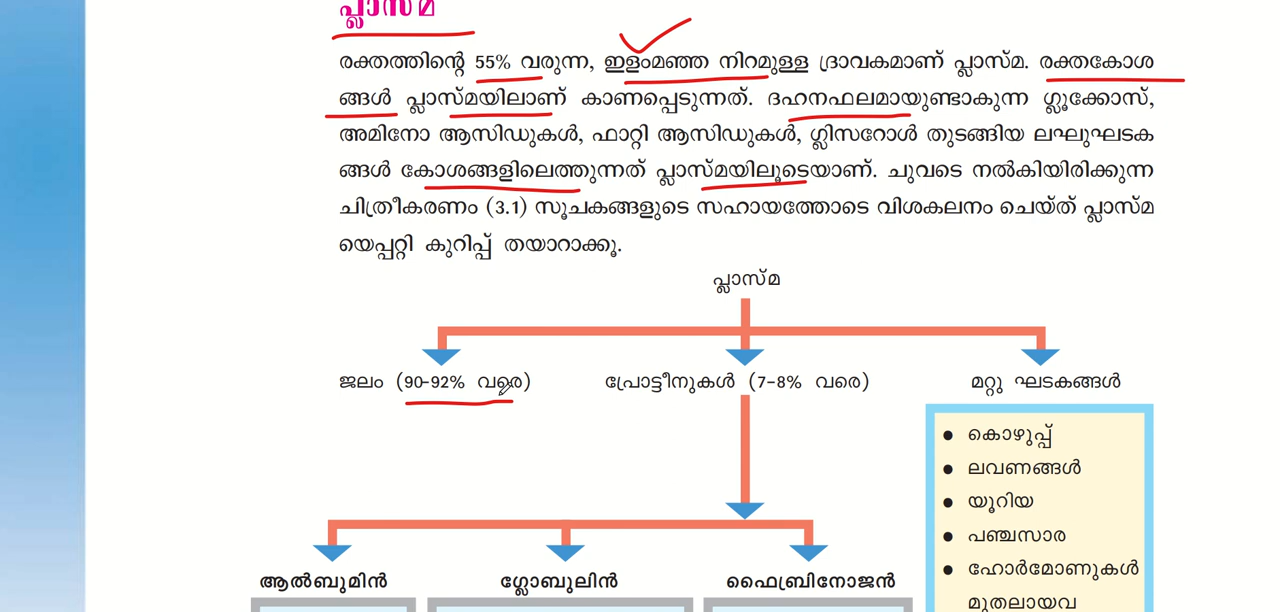 പ്ലാസ്മ
രക്തത്തിന്റെ 55% വരുന്ന, ഇളംമഞ്ഞ നിറമുള്ള ദ്രാവകമാണ് പ്ലാസ്മ. രക്തകോശ
ങ്ങൾ പ്ലാസ്മയിലാണ് കാണപ്പെടുന്നത്. ദഹനഫലമായുണ്ടാകുന്ന ഗ്ലൂക്കോസ്,
അമിനോ ആസിഡുകൾ, ഫാറ്റി ആസിഡുകൾ, ഗ്ലിസറോൾ തുടങ്ങിയ ലഘുഘടക
ങ്ങൾ കോശങ്ങളിലെത്തുന്നത് പ്ലാസ്മയിലൂടെയാണ്. ചുവടെ നൽകിയിരിക്കുന്ന
ചിത്രീകരണം (3.1) സൂചകങ്ങളുടെ സഹായത്തോടെ വിശകലനം ചെയ്ത് പ്ലാസ്മ
യെപ്പറ്റി കുറിപ്പ് തയാറാക്കൂ.
പ്ലാസ്മ
ജലം (90-92% വരെ) പ്രോട്ടീനുകൾ (7-8% വരെ) മറ്റു ഘടകങ്ങൾ
• കൊഴുപ്പ്
• ലവണങ്ങൾ
• യൂറിയ
• പഞ്ചസാര
• ഹോർമോണുകൾ
മുതലായവ
ആൽബുമിൻ ഗ്ലോബുലിൻ ഫൈബ്രിനോജൻ